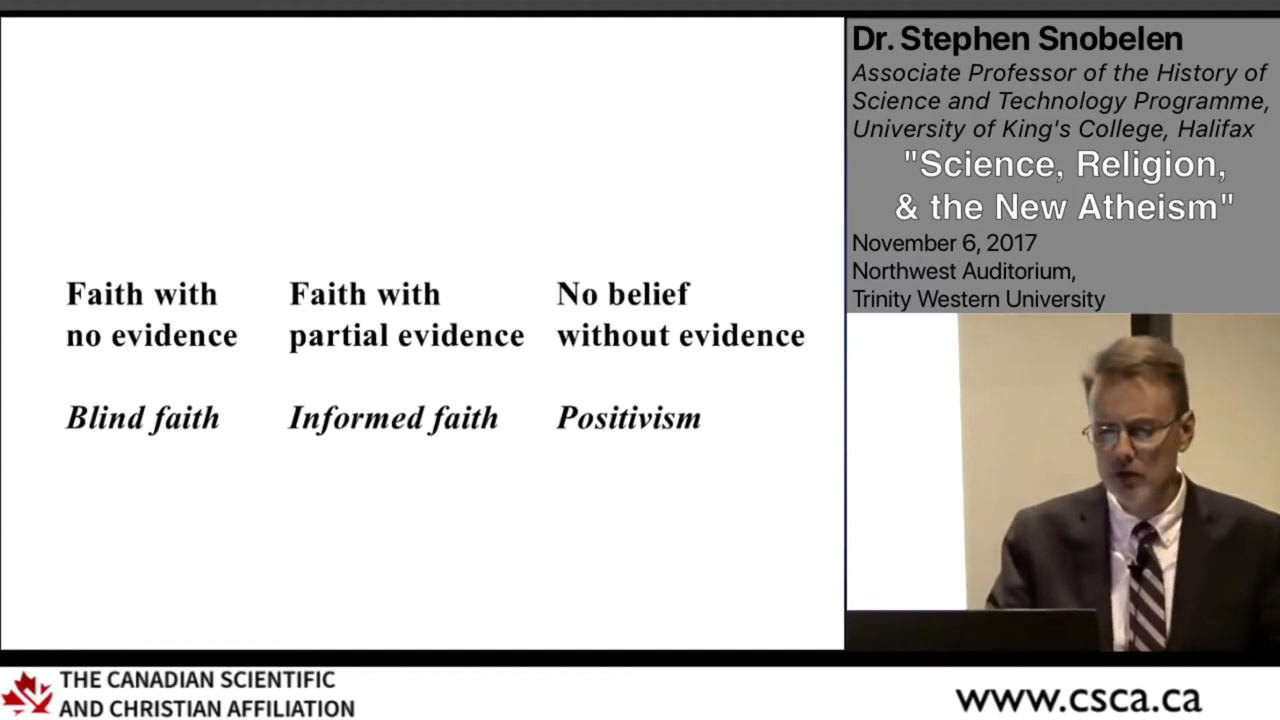 Faith with
no evidence
Faith with
partial evidence
No belief
without evidence
Blind faith
Informed faith
Positivism
Dr. Stephen Snobelen
Associate Professor of the History of
Science and Technology Programme,
University of King's College, Halifax
"Science, Religion,
& the New Atheism"
November 6, 2017
Northwest Auditorium,
Trinity Western University
THE CANADIAN SCIENTIFIC
AND CHRISTIAN AFFILIATION
www.csca.ca